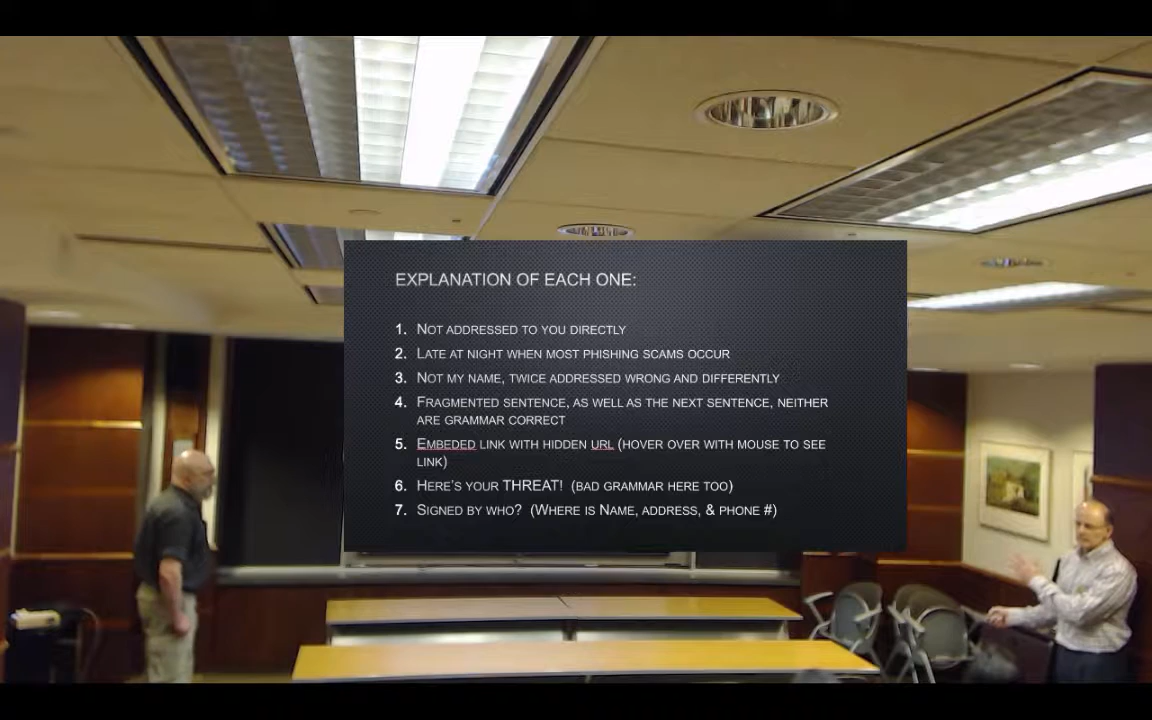 EXPLANATION OF EACH ONE:
1. NOT ADDRESSED TO YOU DIRECTLY
2. LATE AT NIGHT WHEN MOST PHISHING SCAMS OCCUR
3. NOT MY NAME, TWICE ADDRESSED WRONG AND DIFFERENTLY
4. FRAGMENTED SENTENCE, AS WELL AS THE NEXT SENTENCE, NEITHER
ARE GRAMMAR CORRECT
5. EMBEDED LINK WITH HIDDEN URL (HOVER OVER WITH MOUSE TO SEE
LINK)
6. HERE'S YOUR THREAT! (BAD GRAMMAR HERE TOO)
7. SIGNED BY WHO? (WHERE IS NAME, ADDRESS, & PHONE #)